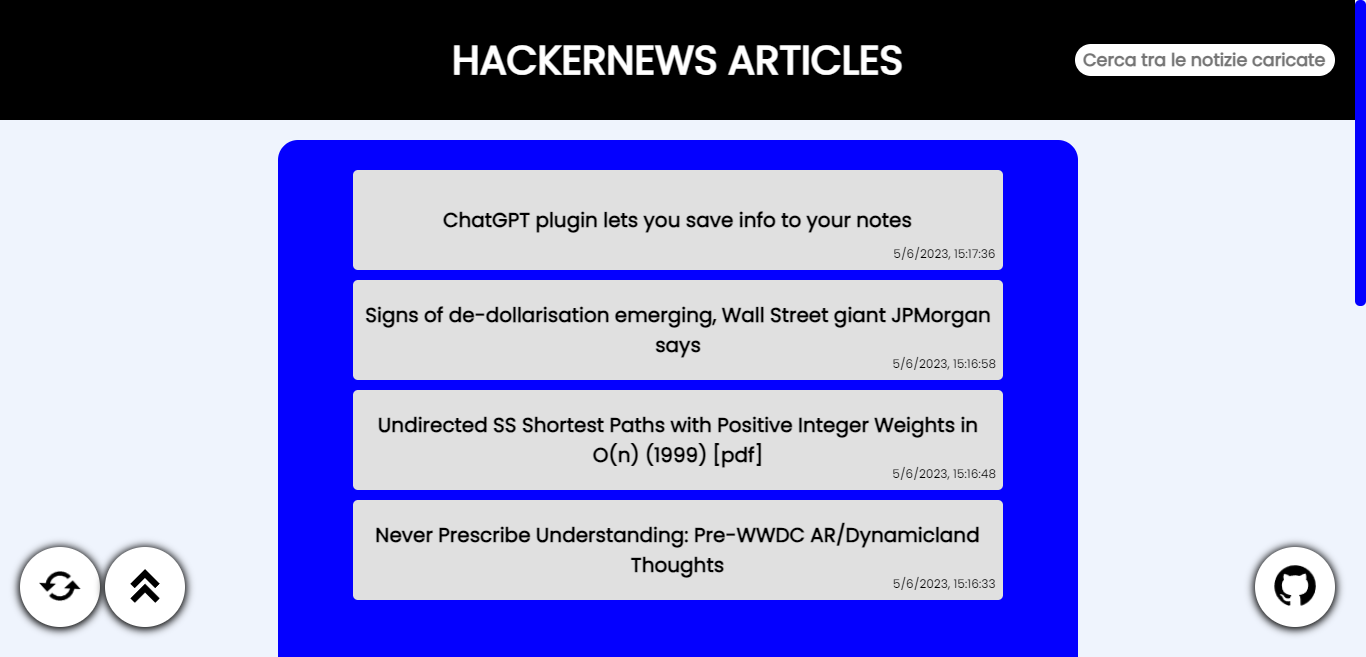 HACKERNEWS ARTICLES
Cerca tra le notizie caricate
ChatGPT plugin lets you save info to your notes
5/6/2023, 15:17:36
Signs of de-dollarisation emerging, Wall Street giant JPMorgan
says
5/6/2023, 15:16:58
Undirected SS Shortest Paths with Positive Integer Weights in
O(n) (1999) [pdf]
5/6/2023, 15:16:48
Never Prescribe Understanding: Pre-WWDC AR/Dynamicland
Thoughts
5/6/2023, 15:16:33